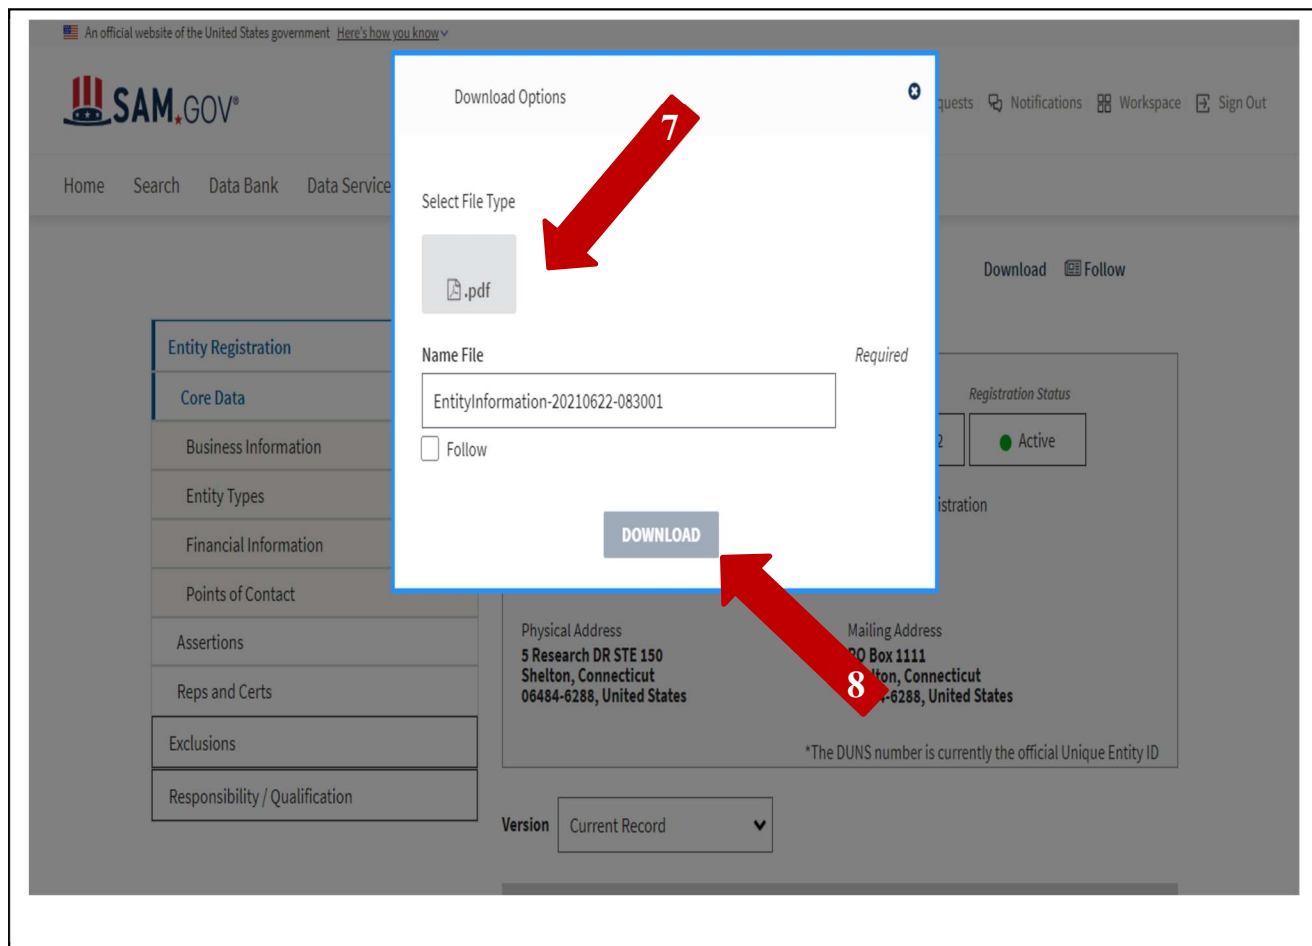 An official website of the United States government Here's how you know
SAM.GOV®
quests Notifications Workspace Sign Out
Home Search Data Bank Data Service
Download Options
7
Select File Type
.pdf
Name File Required
EntityInformation-20210622-083001
Follow
DOWNLOAD
8
Download Follow
Entity Registration
Core Data
Business Information
Entity Types
Financial Information
Points of Contact
Assertions
Reps and Certs
Exclusions
Responsibility / Qualification
Registration Status
2 Active
istration
Physical Address
5 Research DR STE 150
Shelton, Connecticut
06484-6288, United States
Mailing Address
PO Box 1111
ton, Connecticut
-6288, United States
*The DUNS number is currently the official Unique Entity ID
Version Current Record